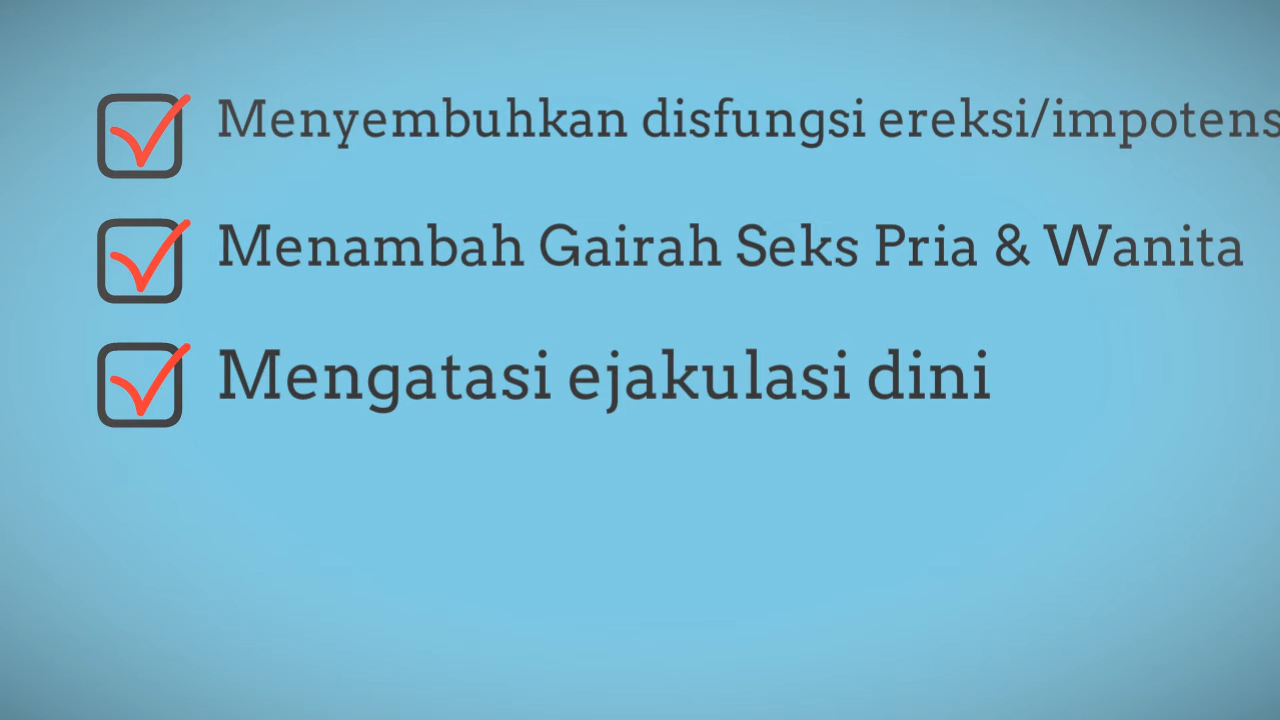 Menyembuhkan disfungsi ereksi/impotens
Menambah Gairah Seks Pria & Wanita
Mengatasi ejakulasi dini